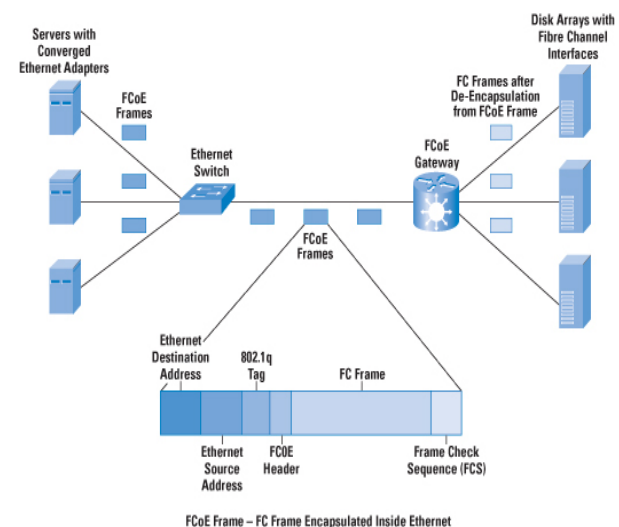 Servers with
Converged
Ethernet Adapters
FCoE
Frames
Ethernet
Switch
FCoE
Frames
FCoE
Gateway
FC Frames after
De-Encapsulation
from FCoE Frame
Disk Arrays with
Fibre Channel
Interfaces
Ethernet
Destination
Address
802.1q
Tag
FC Frame
Ethernet
Source
Address
FCOE
Header
Frame Check
Sequence (FCS)
FCoE Frame – FC Frame Encapsulated Inside Ethernet